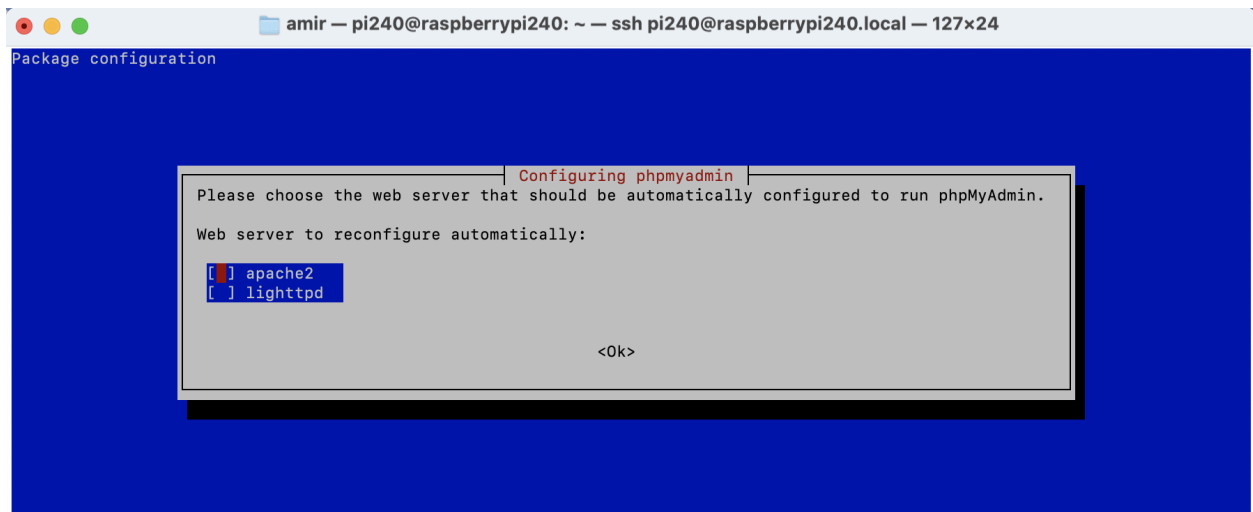 amir — pi240@raspberrypi240: ~ — ssh pi240@raspberrypi240.local — 127×24
Package configuration
Configuring phpmyadmin
Please choose the web server that should be automatically configured to run phpMyAdmin.
Web server to reconfigure automatically:
[ ] apache2
[ ] lighttpd
<Ok>